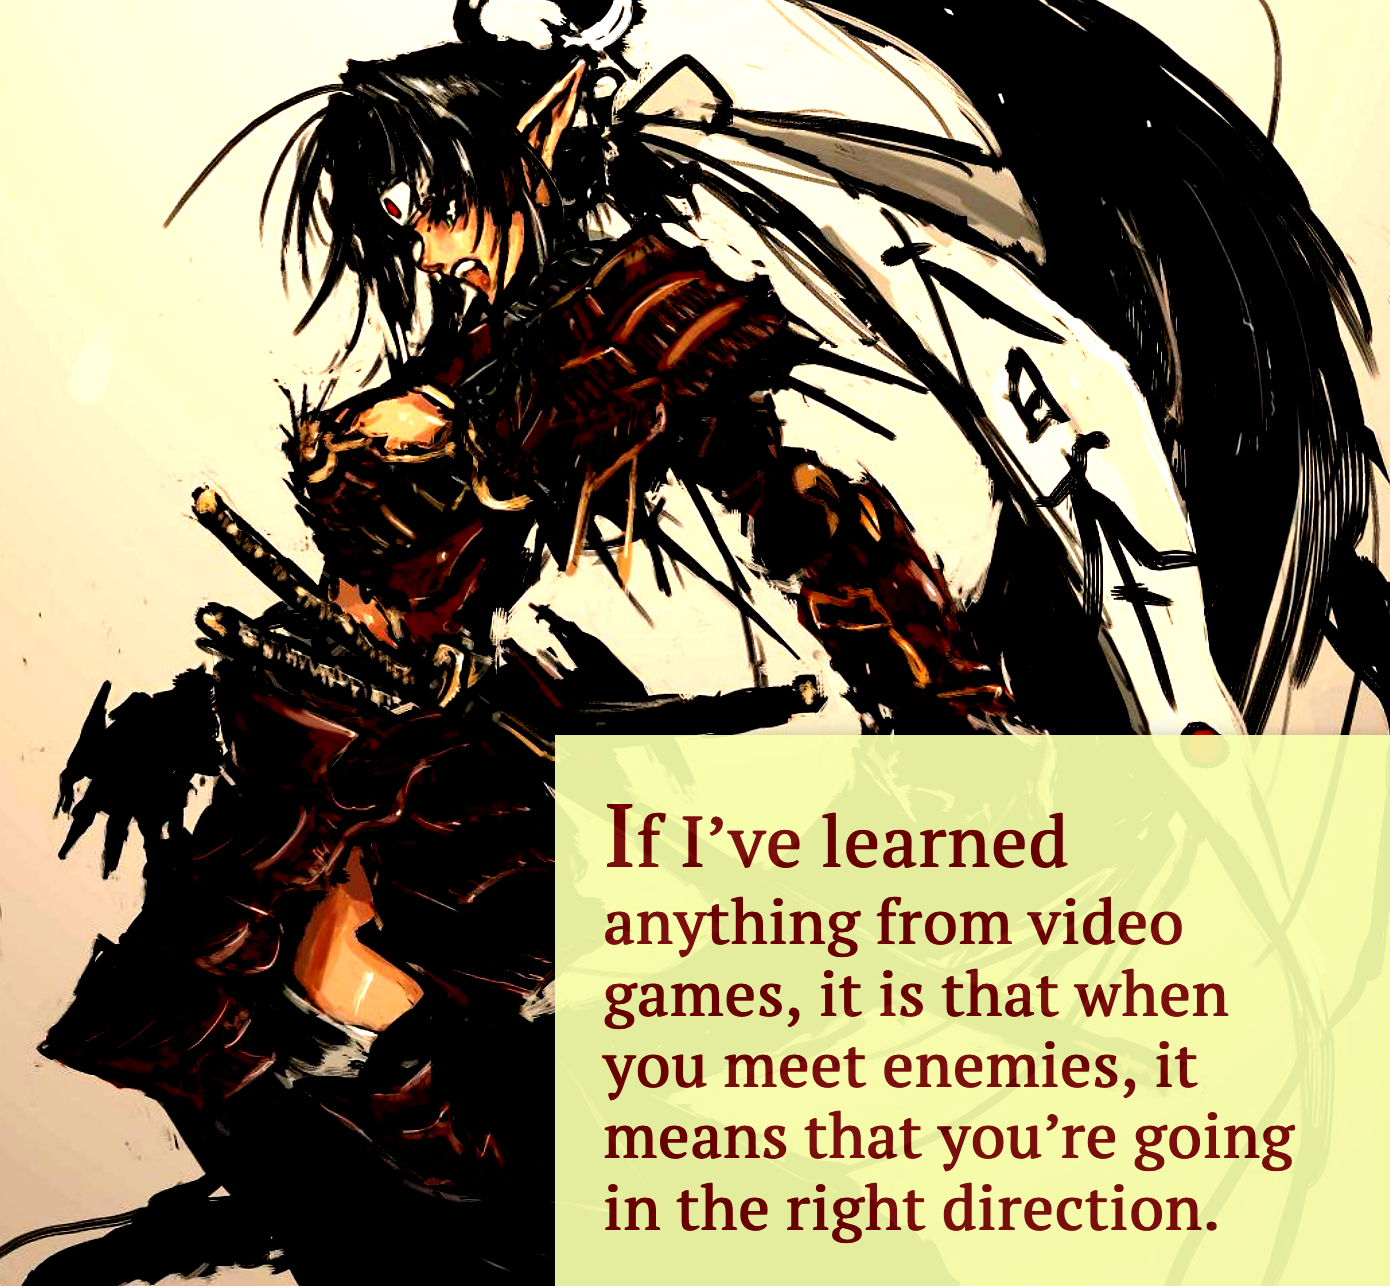 If I’ve learned
anything from video
games, it is that when
you meet enemies, it
means that you’re going
in the right direction.